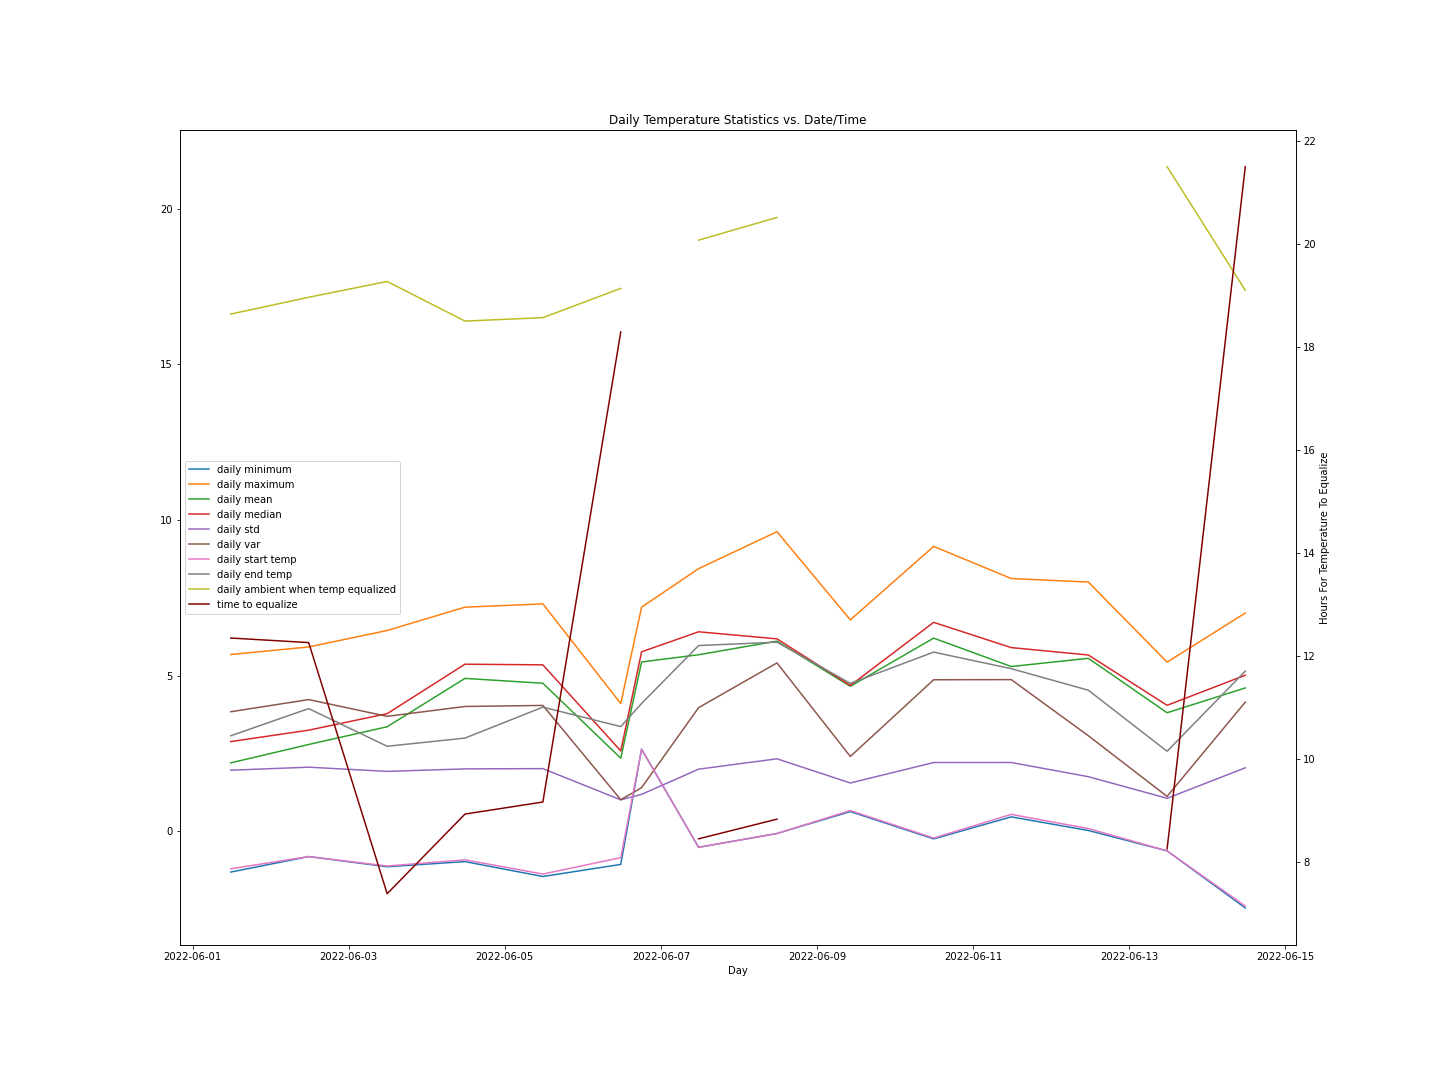 Daily Temperature Statistics vs. Date/Time
22
20
20
18
15
16
daily minimum
daily maximum
daily mean
daily median
daily std
daily var
daily start temp
daily end temp
daily ambient when temp equalized
time to equalize
10
14
Hours For Temperature To Equalize
12
5
10
0
8
2022-06-01 2022-06-03 2022-06-05 2022-06-07 2022-06-09 2022-06-11 2022-06-13 2022-06-15
Day